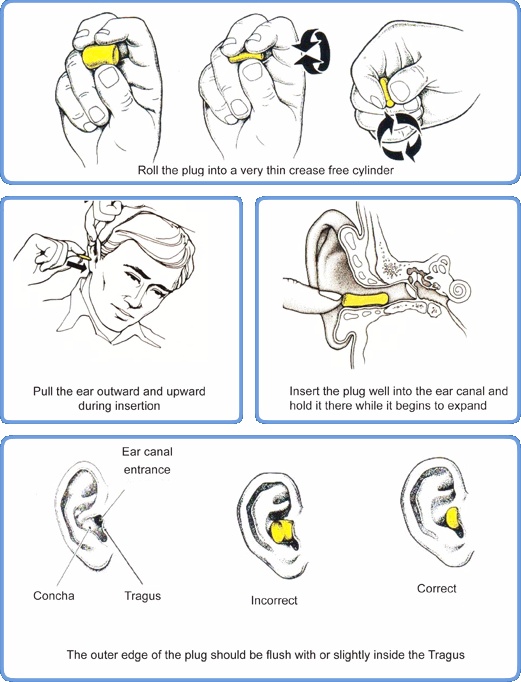 Roll the plug into a very thin crease free cylinder
Pull the ear outward and upward
during insertion
Insert the plug well into the ear canal and
hold it there while it begins to expand
Ear canal
entrance
Concha
Tragus
Incorrect
Correct
The outer edge of the plug should be flush with or slightly inside the Tragus